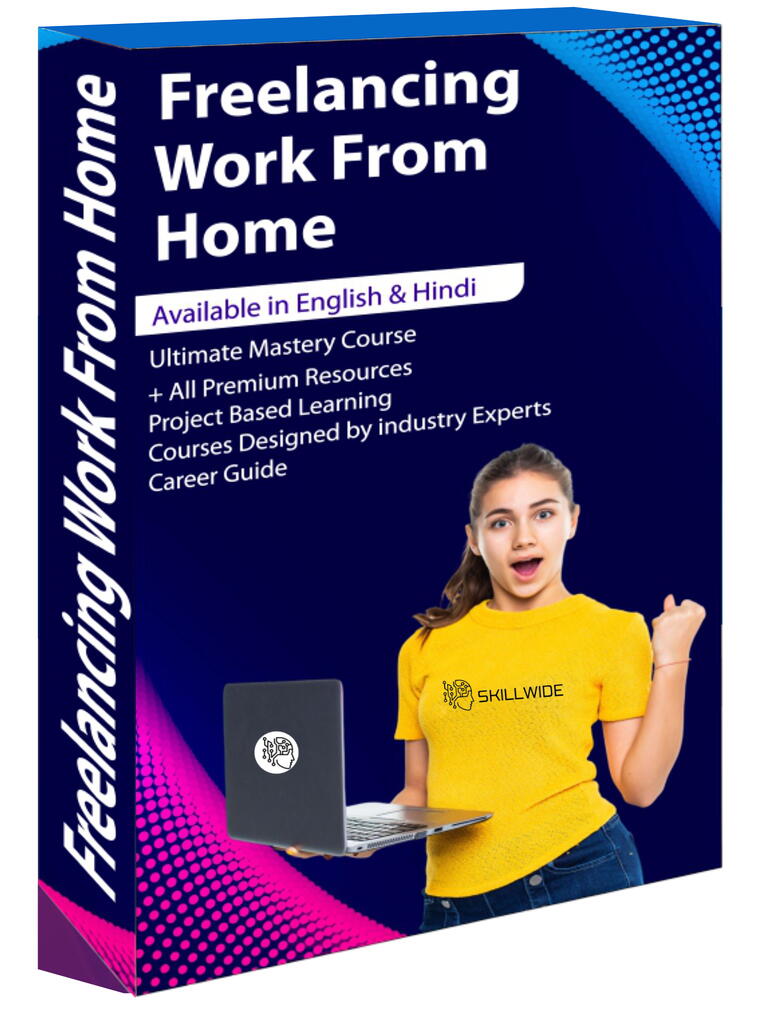 Freelancing Work From Home
Freelancing
Work From
Home
Available in English & Hindi
Ultimate Mastery Course
+ All Premium Resources
Project Based Learning
Courses Designed by industry Experts
Career Guide
SKILLWIDE